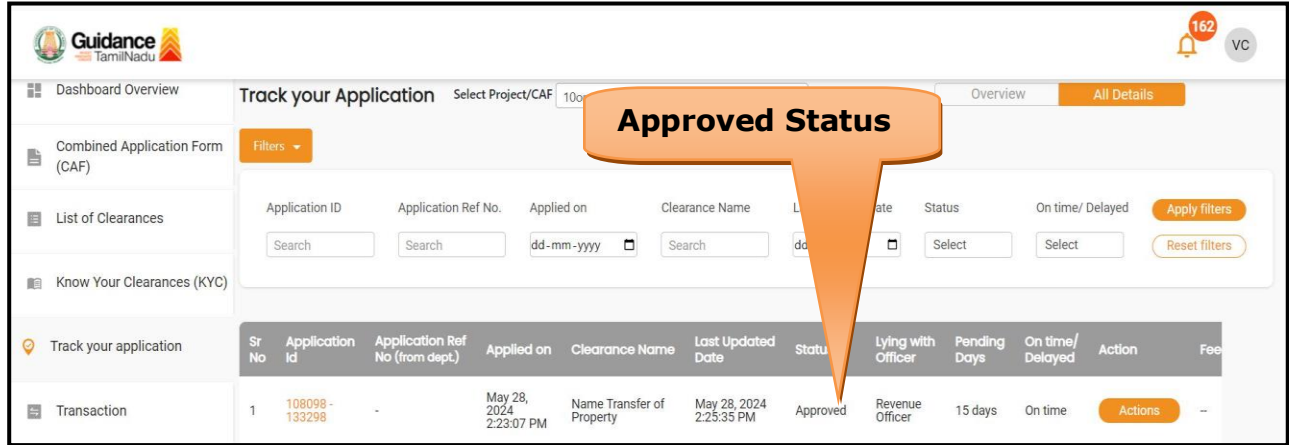 Guidance
TamilNadu
162
VC
Dashboard Overview
Track your Application
Select Project/CAF
Overview
All Details
Approved Status
Combined Application Form
(CAF)
Filters
List of Clearances
Application ID
Application Ref No.
Applied on
Clearance Name
Status
On time/ Delayed
Apply filters
Search
Search
dd-mm-yyyy
Search
Select
Select
Reset filters
Know Your Clearances (KYC)
Track your application
Sr
No
Application
Id
Application Ref
No (from dept.)
Applied on
Clearance Name
Last Updated
Date
Lying with
Officer
Pending
Days
On time/
Delayed
Action
Fee
Transaction
1
108098 -
133298
-
May 28,
2024
2:23:07 PM
Name Transfer of
Property
May 28, 2024
2:25:35 PM
Approved
Revenue
Officer
15 days
On time
Actions
--